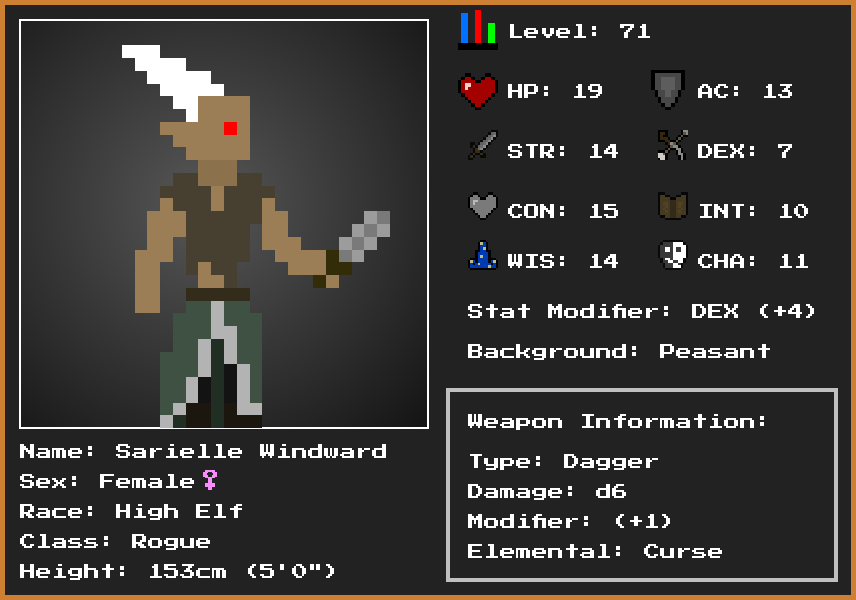 Level: 71
HP: 19
AC: 13
STR: 14
DEX: 7
CON: 15
INT: 10
WIS: 14
CHA: 11
Stat Modifier: DEX (+4)
Background: Peasant
Weapon Information:
Type: Dagger
Damage: d6
Modifier: (+1)
Elemental: Curse
Name: Sarielle Windward
Sex: Female♀
Race: High Elf
Class: Rogue
Height: 153cm (5'0")